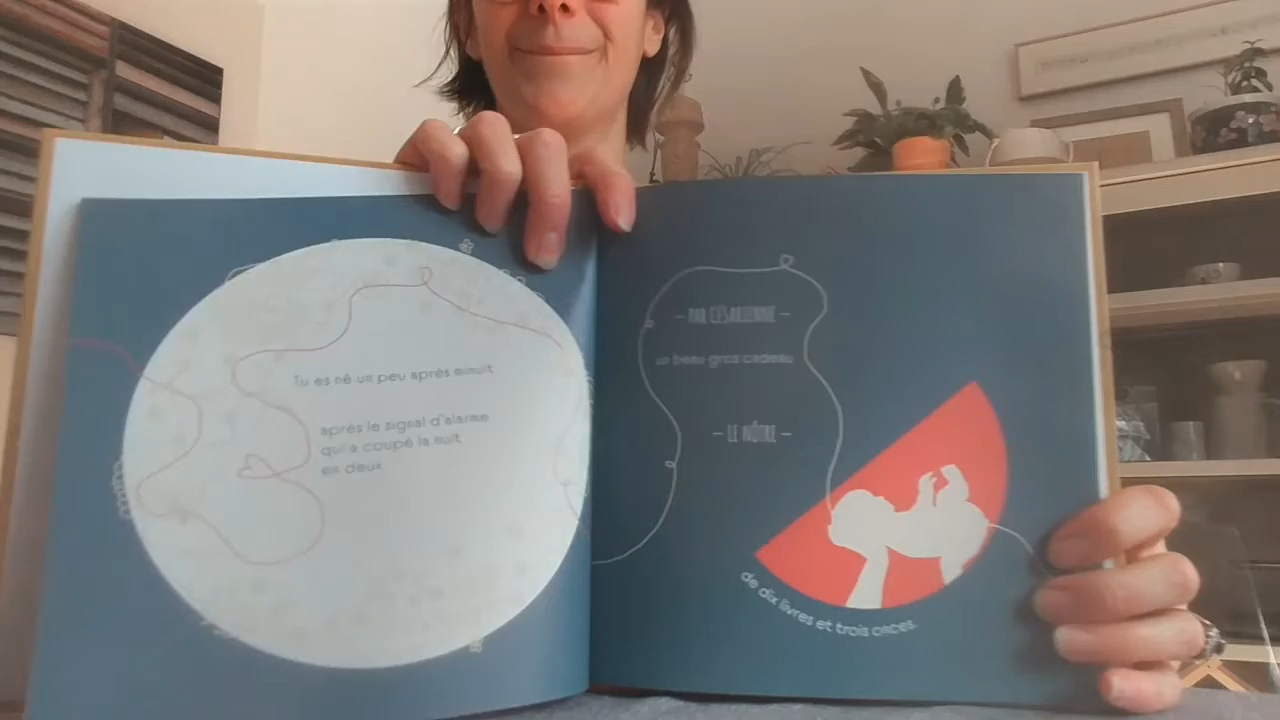 Tu es né un peu après minuit
après le signal d'alarme
qui a coupé la nuit
en deux
– PAR CÉSARIENNE –
un beau gros cadeau
– LE NÔTRE –
de dix livres et trois onces.